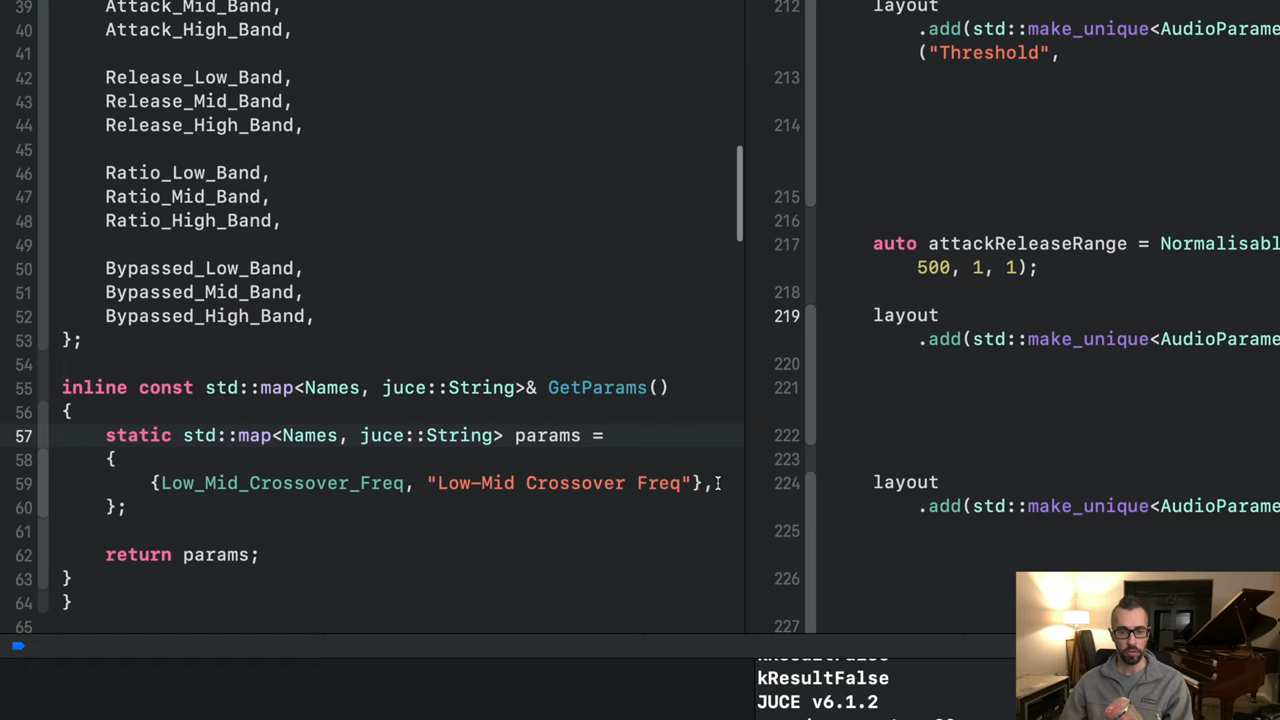 39 Attack_Mid_Band,
40 Attack_High_Band,
41
42 Release_Low_Band,
43 Release_Mid_Band,
44 Release_High_Band,
45
46 Ratio_Low_Band,
47 Ratio_Mid_Band,
48 Ratio_High_Band,
49
50 Bypassed_Low_Band,
51 Bypassed_Mid_Band,
52 Bypassed_High_Band,
53 };
54
55 inline const std::map<Names, juce::String>& GetParams()
56 {
57 static std::map<Names, juce::String> params =
58 {
59 {Low_Mid_Crossover_Freq, "Low-Mid Crossover Freq"},
60 };
61
62 return params;
63 }
64 }
65
212 layout
.add(std::make_unique<AudioParame
("Threshold",
213
214
215
216
217 auto attackReleaseRange = Normalisabl
500, 1, 1);
218
219 layout
.add(std::make_unique<AudioParame
220
221
222
223
224 layout
.add(std::make_unique<AudioParame
225
226
227
kResultFalse
kResultFalse
JUCE v6.1.2